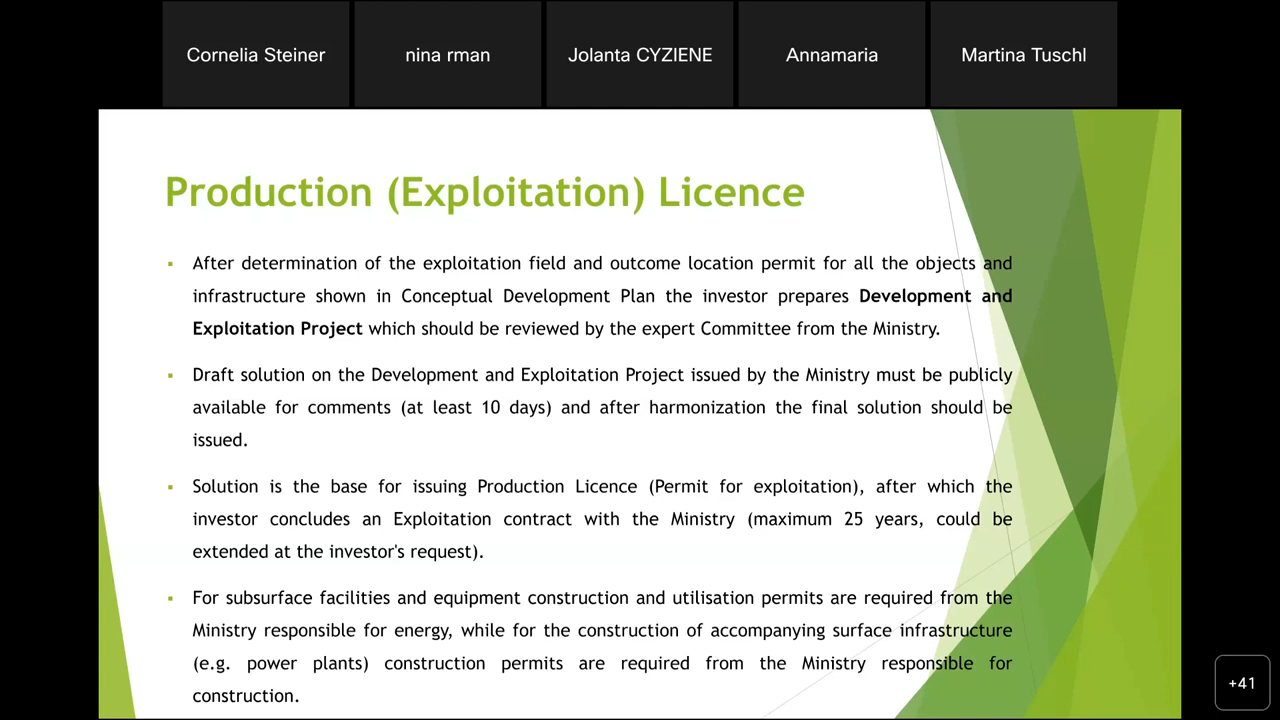 Cornelia Steiner
nina rman
Jolanta CYZIENE
Annamaria
Martina Tuschl
Production (Exploitation) Licence
After determination of the exploitation field and outcome location permit for all the objects and
infrastructure shown in Conceptual Development Plan the investor prepares Development and
Exploitation Project which should be reviewed by the expert Committee from the Ministry.
Draft solution on the Development and Exploitation Project issued by the Ministry must be publicly
available for comments (at least 10 days) and after harmonization the final solution should be
issued.
Solution is the base for issuing Production Licence (Permit for exploitation), after which the
investor concludes an Exploitation contract with the Ministry (maximum 25 years, could be
extended at the investor's request).
For subsurface facilities and equipment construction and utilisation permits are required from the
Ministry responsible for energy, while for the construction of accompanying surface infrastructure
(e.g. power plants) construction permits are required from the Ministry responsible for
construction.
+41